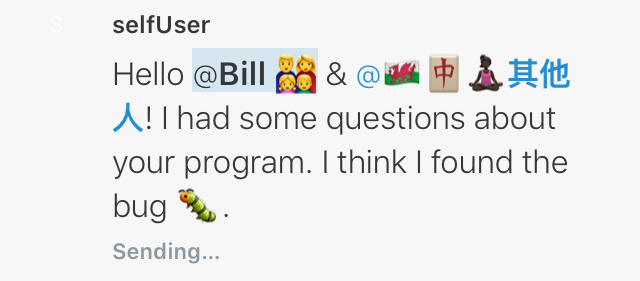 S
selfUser
Hello @Bill 👨‍👩‍👧‍👧 & @🏴󠁧󠁢󠁷󠁬󠁳󠁿🀄🧘🏿‍♀️其他
人! I had some questions about
your program. I think I found the
bug 🐛.
Sending...